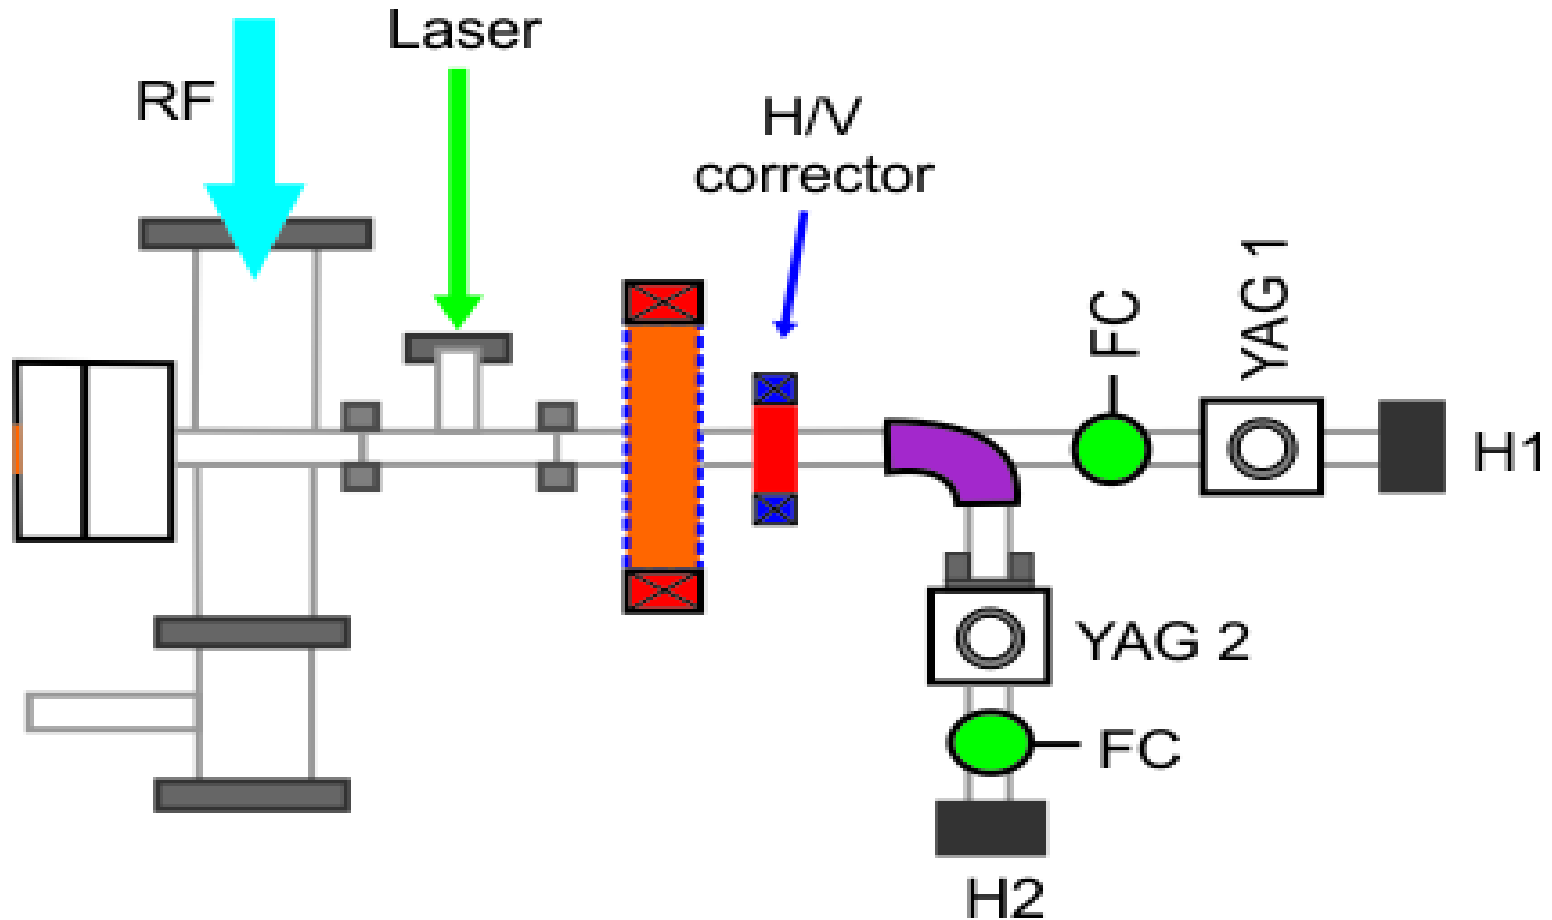 Laser
RF
H/V
corrector
FC
YAG 1
H1
YAG 2
FC
H2